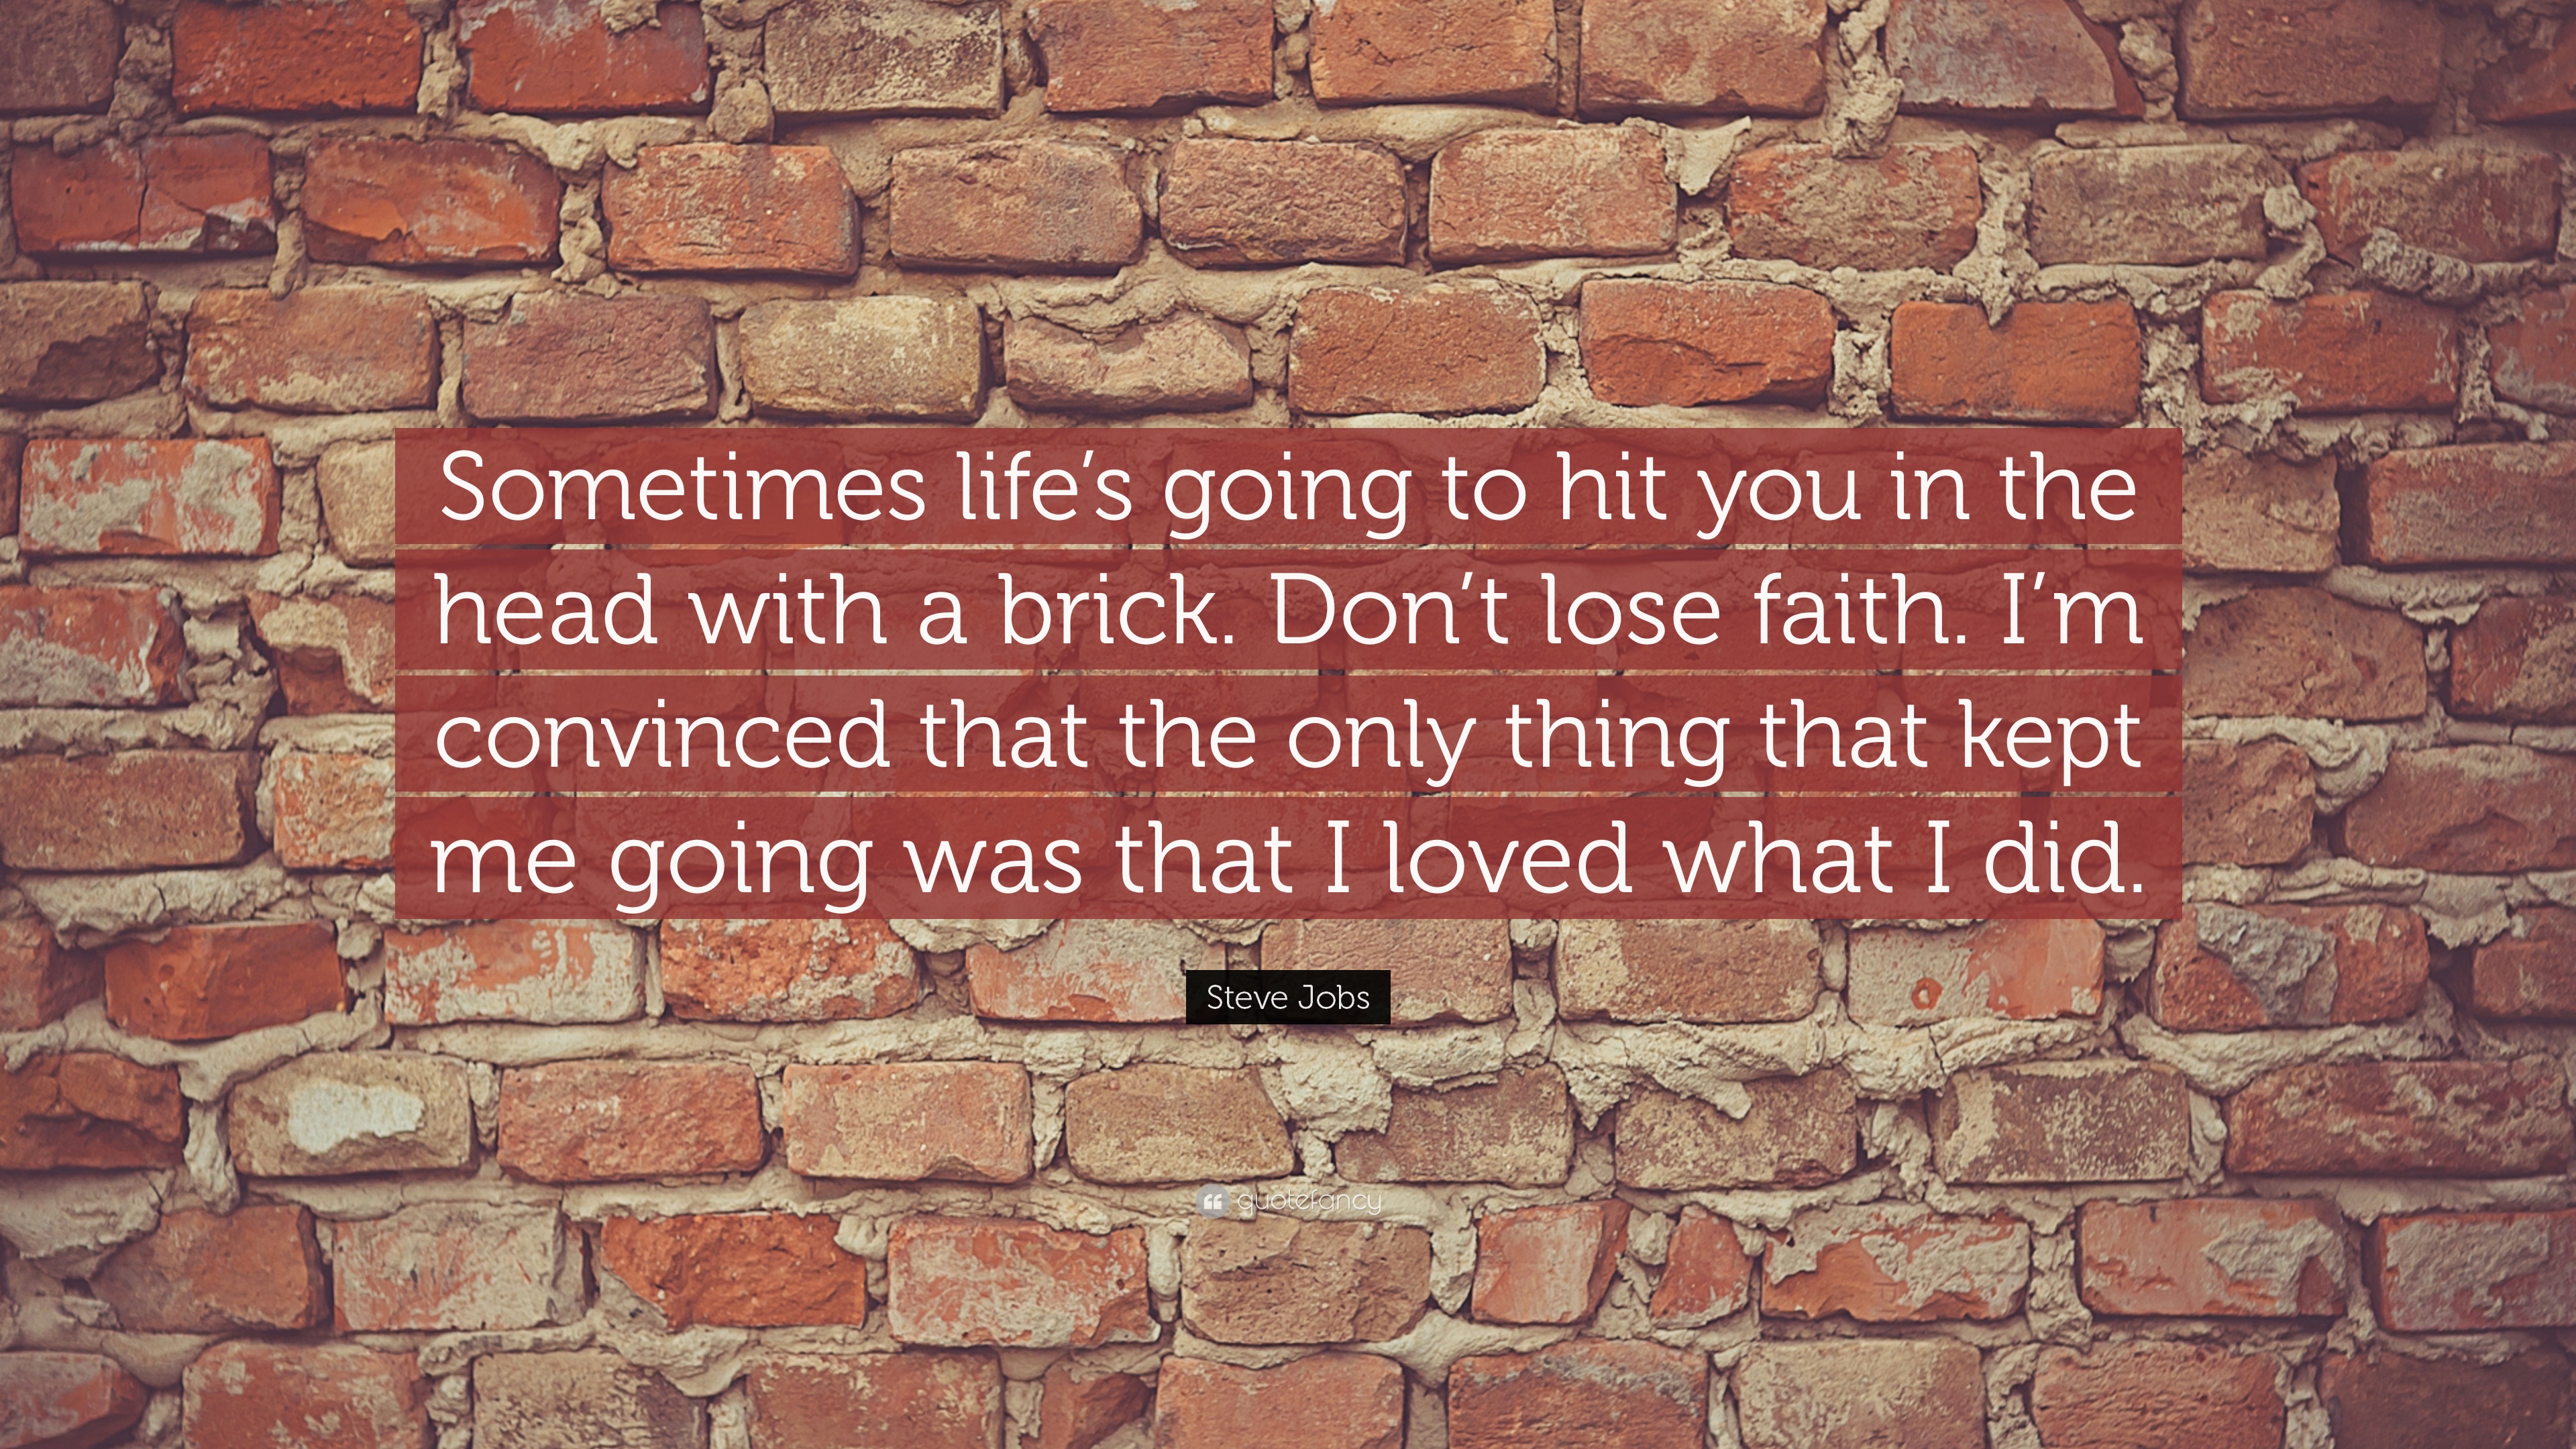 Sometimes life’s going to hit you in the
head with a brick. Don’t lose faith. I’m
convinced that the only thing that kept
me going was that I loved what I did.
Steve Jobs
quotefancy